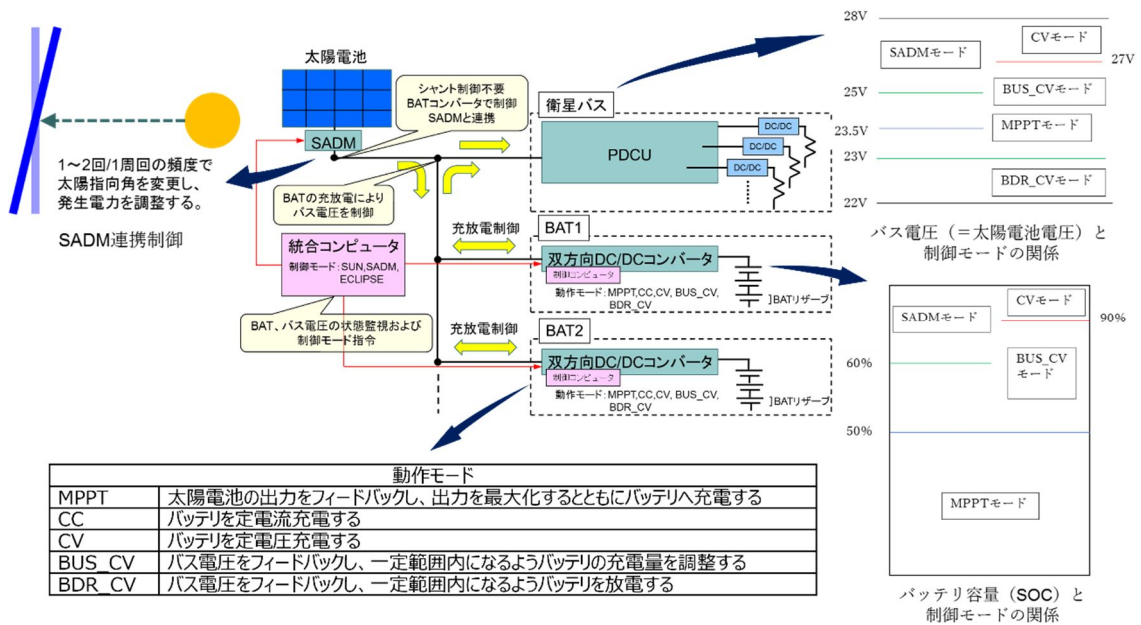 太陽電池
SADM
シャント制御不要
BATコンバータで制御
SADMと連携
1～2回/1周回の頻度で
太陽指向角を変更し、
発生電力を調整する。
SADM連携制御
BATの充放電により
バス電圧を制御
統合コンピュータ
制御モード：SUN,SADM,
ECLIPSE
BAT、バス電圧の状態監視および
制御モード指令
衛星バス
PDCU
DC/DC
DC/DC
DC/DC
充放電制御
BAT1
双方向DC/DCコンバータ
制御コンピュータ
動作モード：MPPT,CC,CV, BUS_CV,
BDR_CV
]BATリザーブ
充放電制御
BAT2
双方向DC/DCコンバータ
制御コンピュータ
動作モード：MPPT,CC,CV, BUS_CV,
BDR_CV
]BATリザーブ
28V
CVモード
SADMモード
27V
25V
BUS_CVモード
23.5V
MPPTモード
23V
BDR_CVモード
22V
バス電圧（＝太陽電池電圧）と
制御モードの関係
CVモード
SADMモード
90%
60%
BUS_CV
モード
50%
MPPTモード
バッテリ容量（SOC）と
制御モードの関係
動作モード
MPPT 太陽電池の出力をフィードバックし、出力を最大化するとともにバッテリへ充電する
CC バッテリを定電流充電する
CV バッテリを定電圧充電する
BUS_CV バス電圧をフィードバックし、一定範囲内になるようバッテリの充電量を調整する
BDR_CV バス電圧をフィードバックし、一定範囲内になるようバッテリを放電する